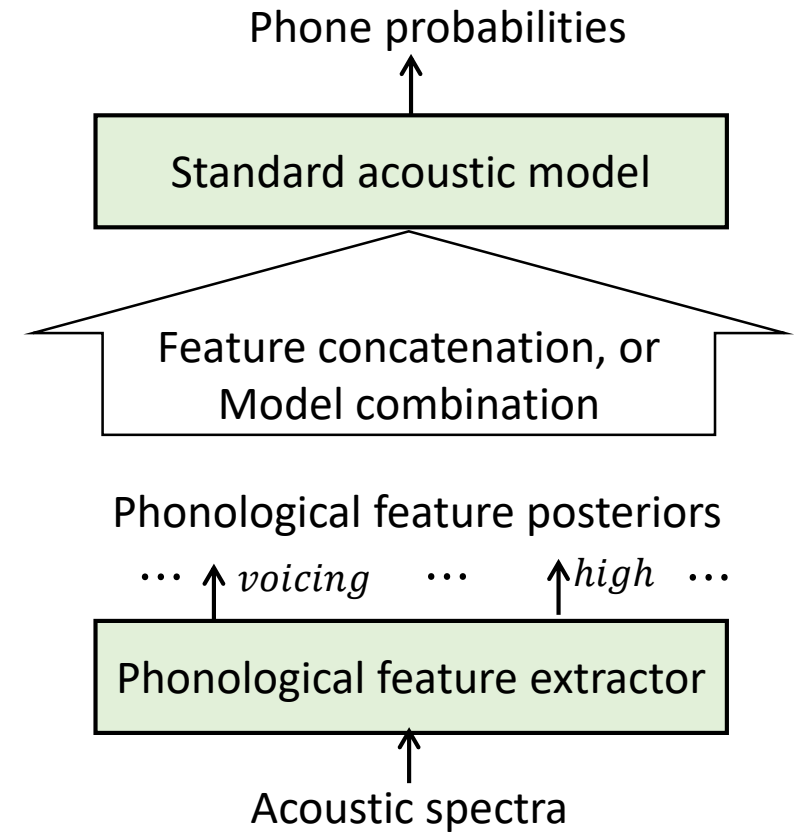 Phone probabilities
Standard acoustic model
Feature concatenation, or
Model combination
Phonological feature posteriors
··· voicing ··· high ···
Phonological feature extractor
Acoustic spectra